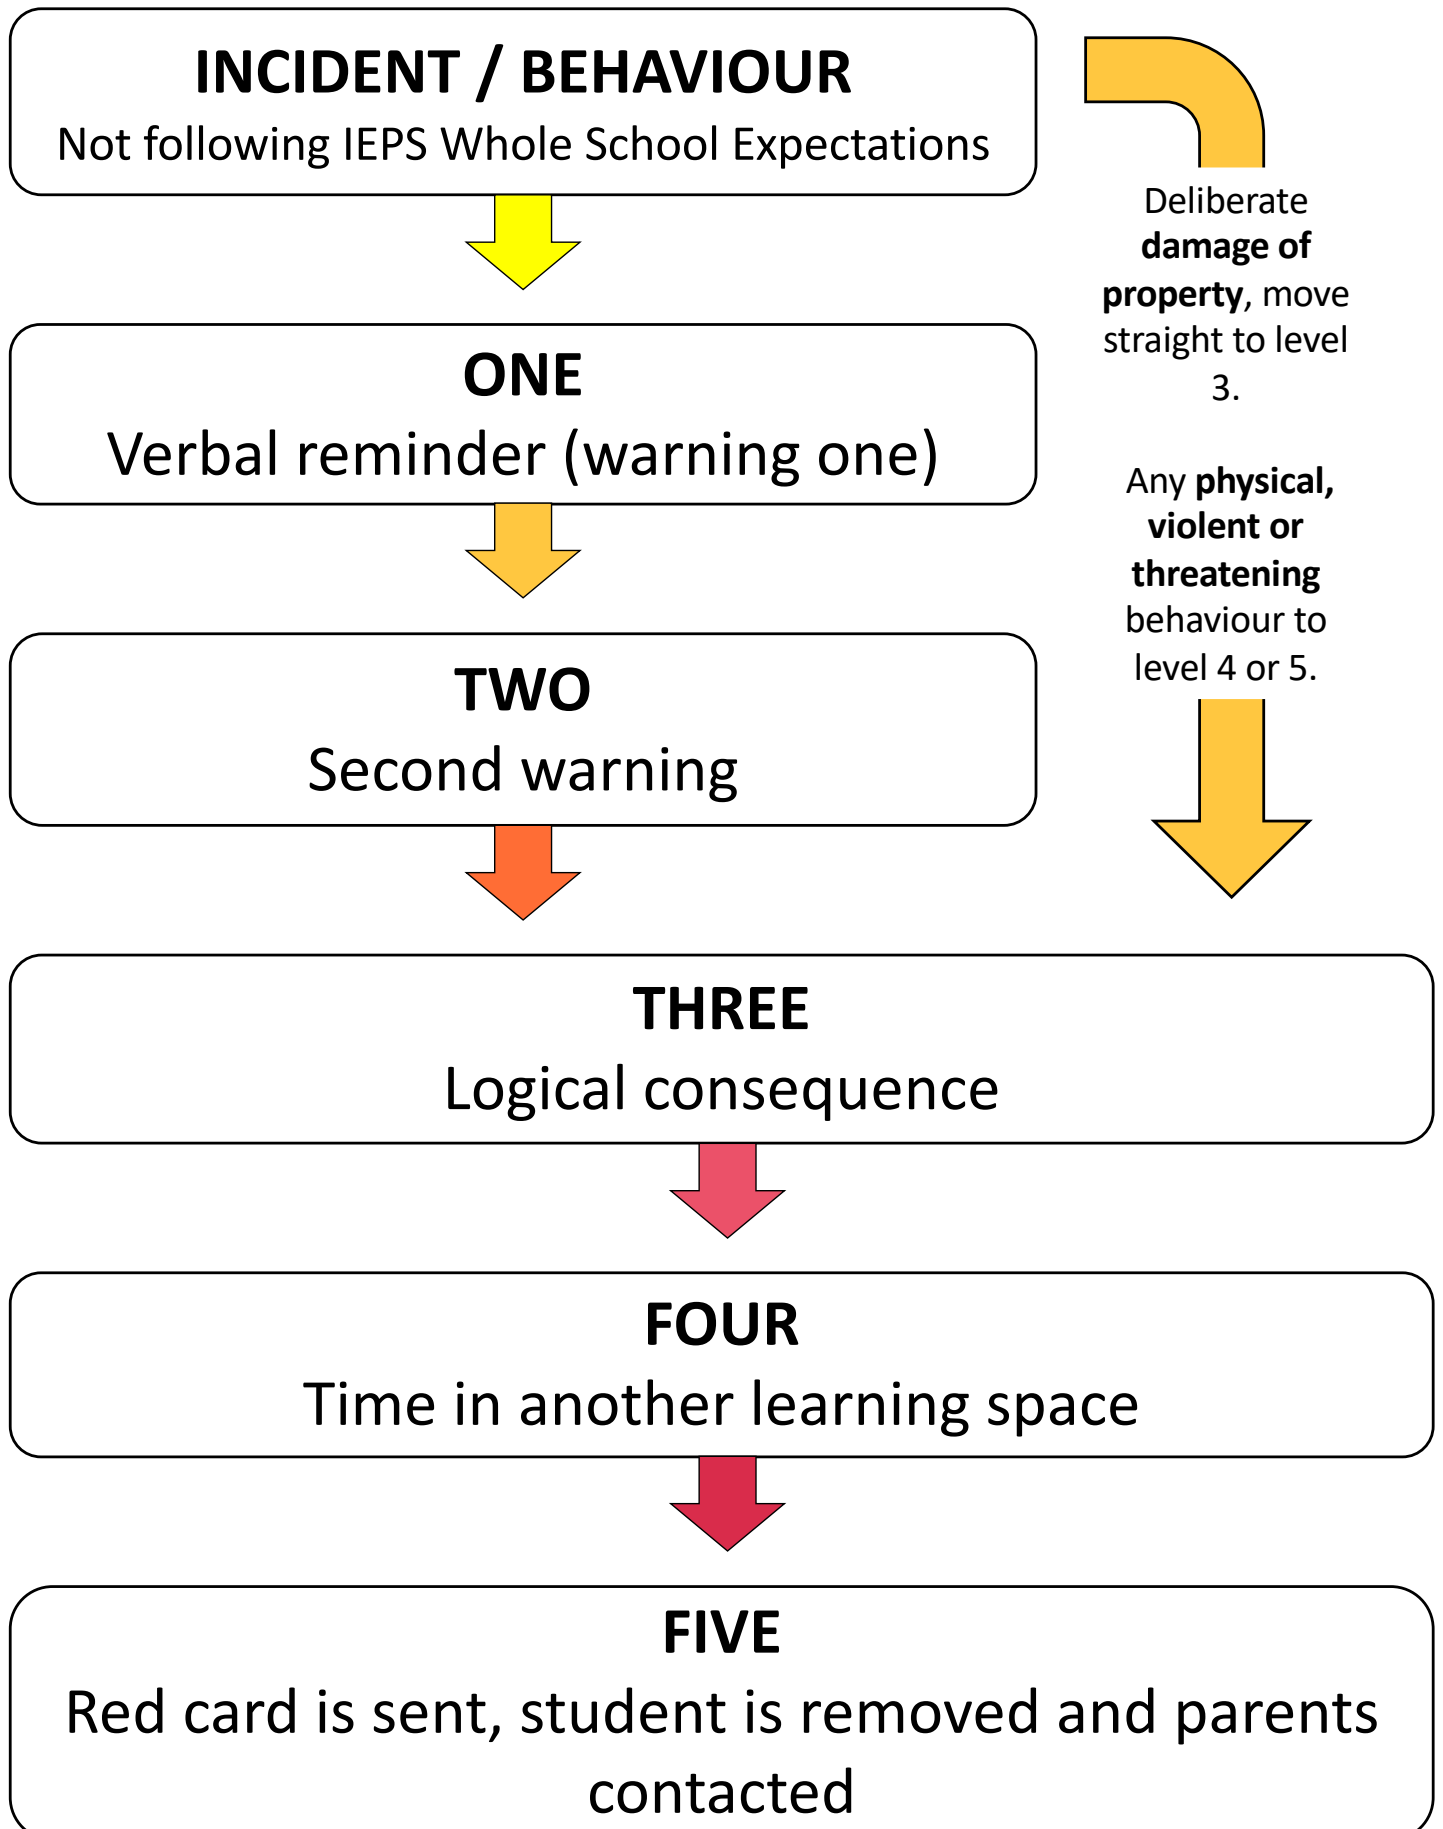 INCIDENT / BEHAVIOUR
Not following IEPS Whole School Expectations
Deliberate
damage of
property, move
straight to level
3.
Any physical,
violent or
threatening
behaviour to
level 4 or 5.
ONE
Verbal reminder (warning one)
TWO
Second warning
THREE
Logical consequence
FOUR
Time in another learning space
FIVE
Red card is sent, student is removed and parents
contacted